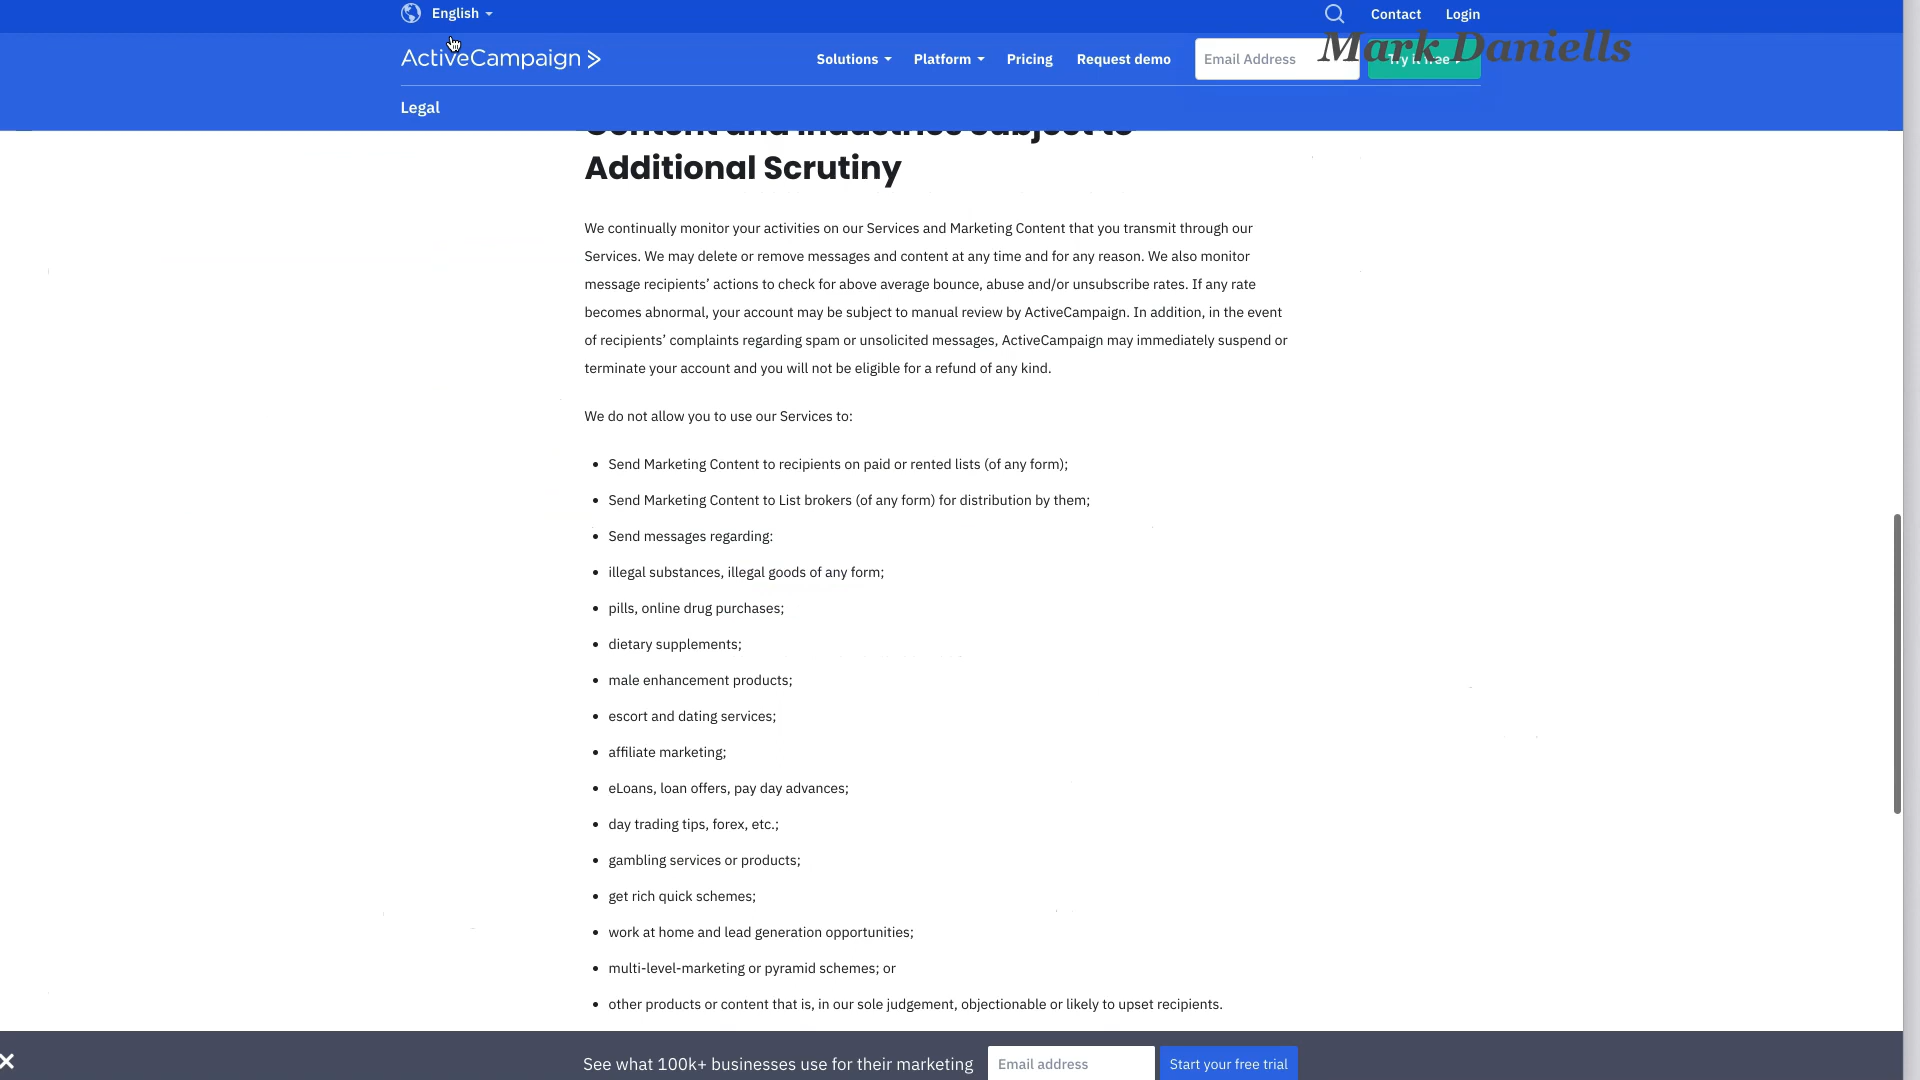 English
Contact
Login
ActiveCampaign >
Solutions
Platform
Pricing
Request demo
Email Address
Try it free
Mark Daniells
Legal
Content and Industries Subject to
Additional Scrutiny
We continually monitor your activities on our Services and Marketing Content that you transmit through our
Services. We may delete or remove messages and content at any time and for any reason. We also monitor
message recipients’ actions to check for above average bounce, abuse and/or unsubscribe rates. If any rate
becomes abnormal, your account may be subject to manual review by ActiveCampaign. In addition, in the event
of recipients’ complaints regarding spam or unsolicited messages, ActiveCampaign may immediately suspend or
terminate your account and you will not be eligible for a refund of any kind.
We do not allow you to use our Services to:
• Send Marketing Content to recipients on paid or rented lists (of any form);
• Send Marketing Content to List brokers (of any form) for distribution by them;
• Send messages regarding:
• illegal substances, illegal goods of any form;
• pills, online drug purchases;
• dietary supplements;
• male enhancement products;
• escort and dating services;
• affiliate marketing;
• eLoans, loan offers, pay day advances;
• day trading tips, forex, etc.;
• gambling services or products;
• get rich quick schemes;
• work at home and lead generation opportunities;
• multi-level-marketing or pyramid schemes; or
• other products or content that is, in our sole judgement, objectionable or likely to upset recipients.
See what 100k+ businesses use for their marketing
Email address
Start your free trial